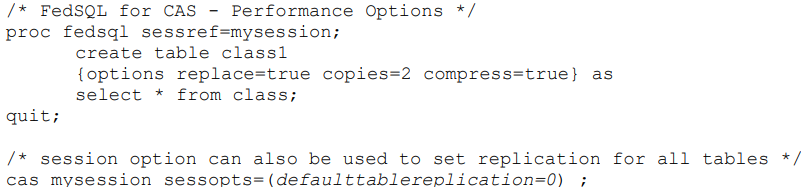 /* FedSQL for CAS - Performance Options */
proc fedsql sessref=mysession;
create table class1
{options replace=true copies=2 compress=true} as
select * from class;
quit;
/* session option can also be used to set replication for all tables */
cas mysession sessopts=(defaulttablereplication=0) ;